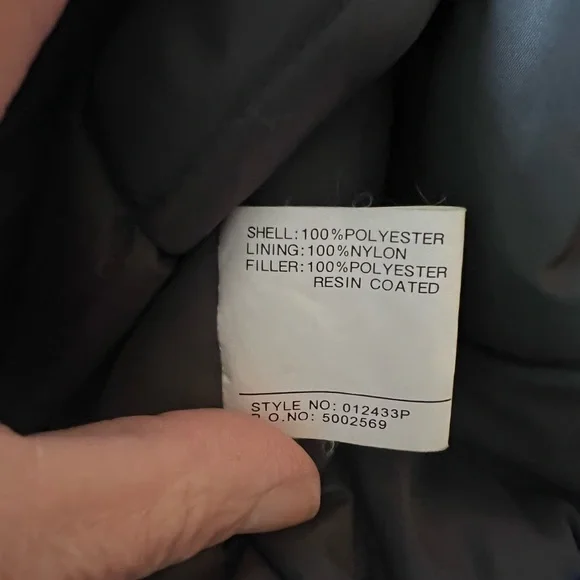 SHELL:100%POLYESTER
LINING:100%NYLON
FILLER:100%POLYESTER
RESIN COATED
STYLE NO: 012433P
P.O.NO: 5002569